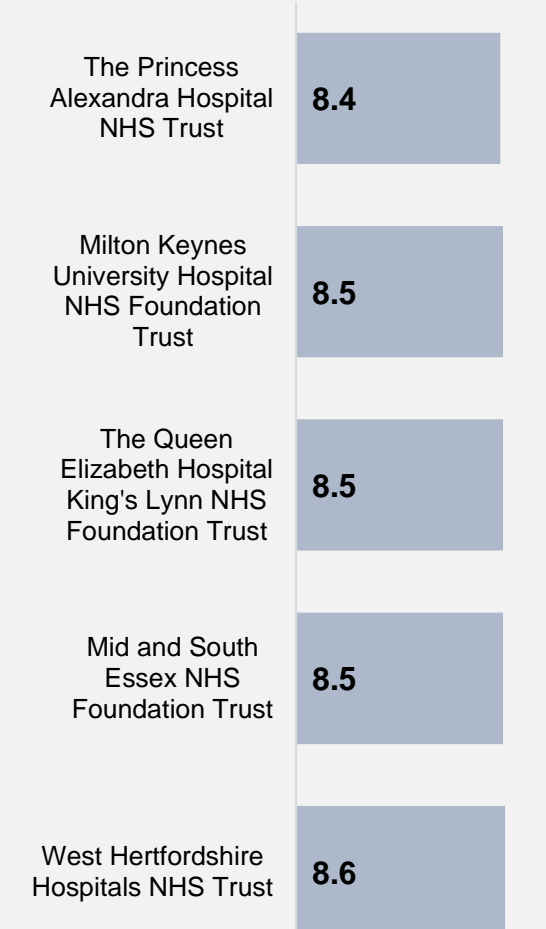 The Princess
Alexandra Hospital
NHS Trust
8.4
Milton Keynes
University Hospital
NHS Foundation
Trust
8.5
The Queen
Elizabeth Hospital
King's Lynn NHS
Foundation Trust
8.5
Mid and South
Essex NHS
Foundation Trust
8.5
West Hertfordshire
Hospitals NHS Trust
8.6